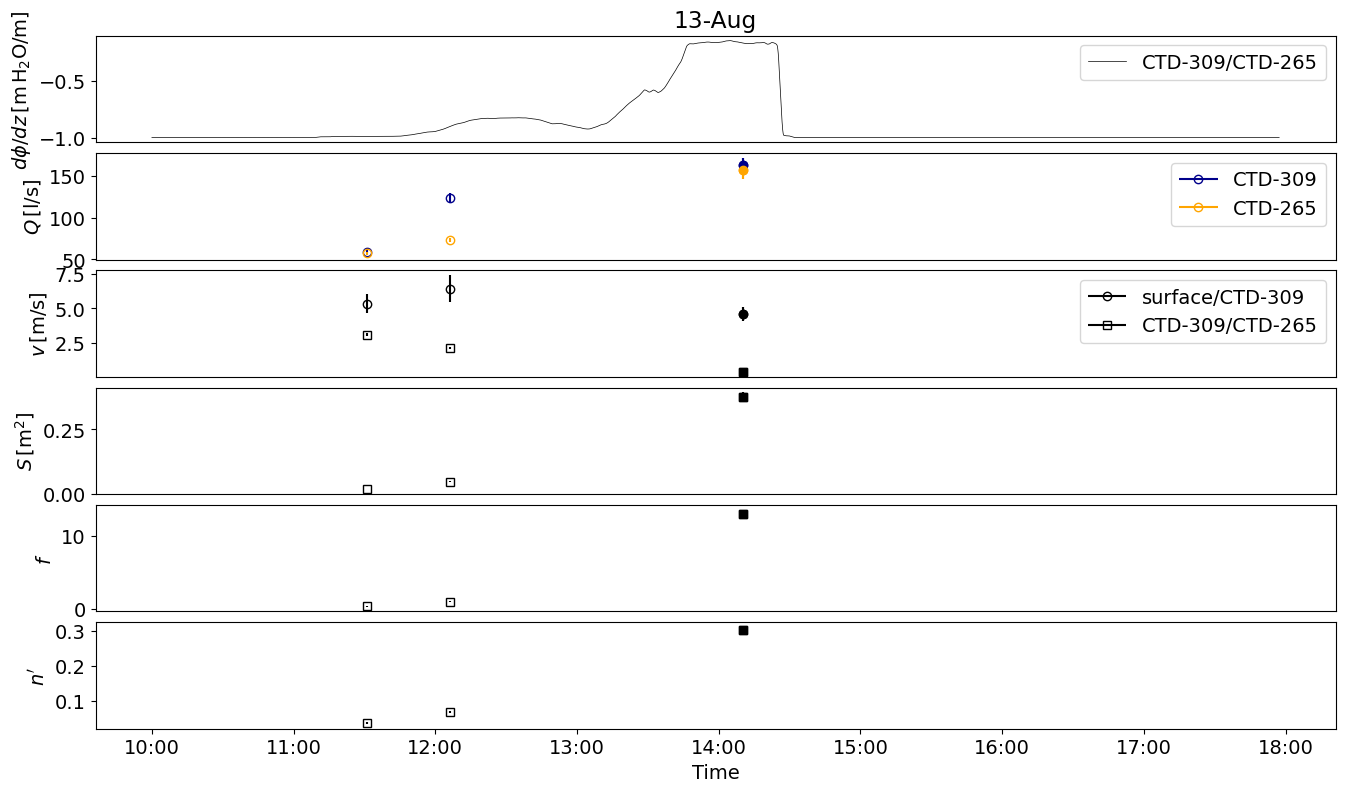 13-Aug
dϕ/dz [m H₂O/m]
−0.5
−1.0
CTD-309/CTD-265
Q [l/s]
150
100
50
CTD-309
CTD-265
v [m/s]
7.5
5.0
2.5
surface/CTD-309
CTD-309/CTD-265
S [m²]
0.25
0.00
f
10
0
n′
0.3
0.2
0.1
10:00 11:00 12:00 13:00 14:00 15:00 16:00 17:00 18:00
Time